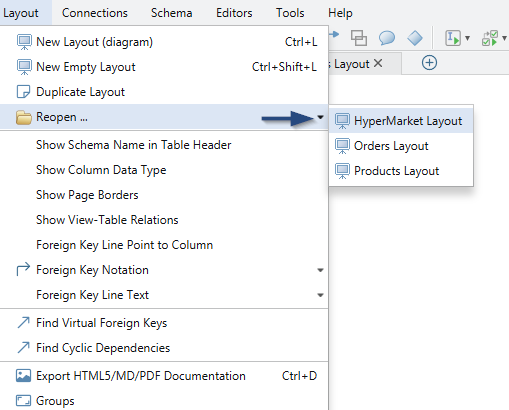 Layout Connections Schema Editors Tools Help
s Layout
New Layout (diagram) Ctrl+L
New Empty Layout Ctrl+Shift+L
Duplicate Layout
Reopen ...
HyperMarket Layout
Orders Layout
Products Layout
Show Schema Name in Table Header
Show Column Data Type
Show Page Borders
Show View-Table Relations
Foreign Key Line Point to Column
Foreign Key Notation
Foreign Key Line Text
Find Virtual Foreign Keys
Find Cyclic Dependencies
Export HTML5/MD/PDF Documentation Ctrl+D
Groups